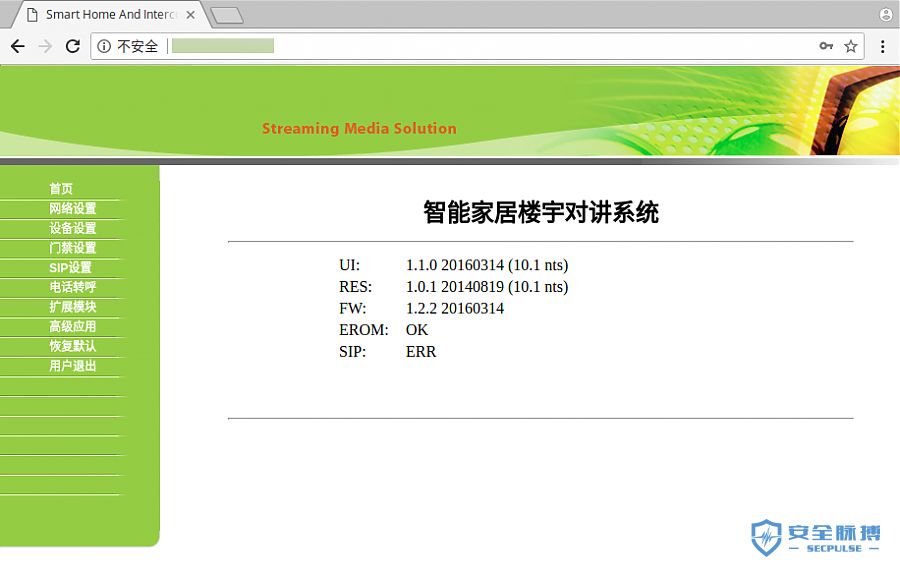 Smart Home And Interc
不安全
Streaming Media Solution
首页
网络设置
设备设置
门禁设置
SIP设置
电话转呼
扩展模块
高级应用
恢复默认
用户退出
智能家居楼宇对讲系统
UI: 1.1.0 20160314 (10.1 nts)
RES: 1.0.1 20140819 (10.1 nts)
FW: 1.2.2 20160314
EROM: OK
SIP: ERR
安全脉搏
SECPULSE